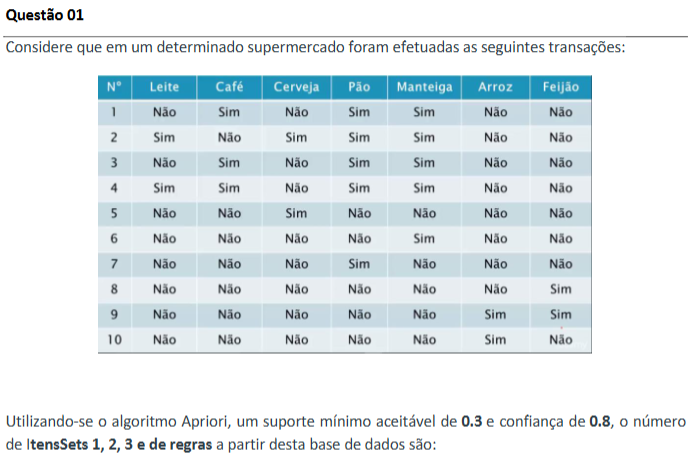 Questão 01
Considere que em um determinado supermercado foram efetuadas as seguintes transações:
Nº Leite Café Cerveja Pão Manteiga Arroz Feijão
1 Não Sim Não Sim Sim Não Não
2 Sim Não Sim Sim Sim Não Não
3 Não Sim Não Sim Sim Não Não
4 Sim Sim Não Sim Sim Não Não
5 Não Não Sim Não Não Não Não
6 Não Não Não Não Sim Não Não
7 Não Não Não Sim Não Não Não
8 Não Não Não Não Não Não Sim
9 Não Não Não Não Não Sim Sim
10 Não Não Não Não Não Sim Não
Utilizando-se o algoritmo Apriori, um suporte mínimo aceitável de 0.3 e confiança de 0.8, o número
de ItensSets 1, 2, 3 e de regras a partir desta base de dados são: